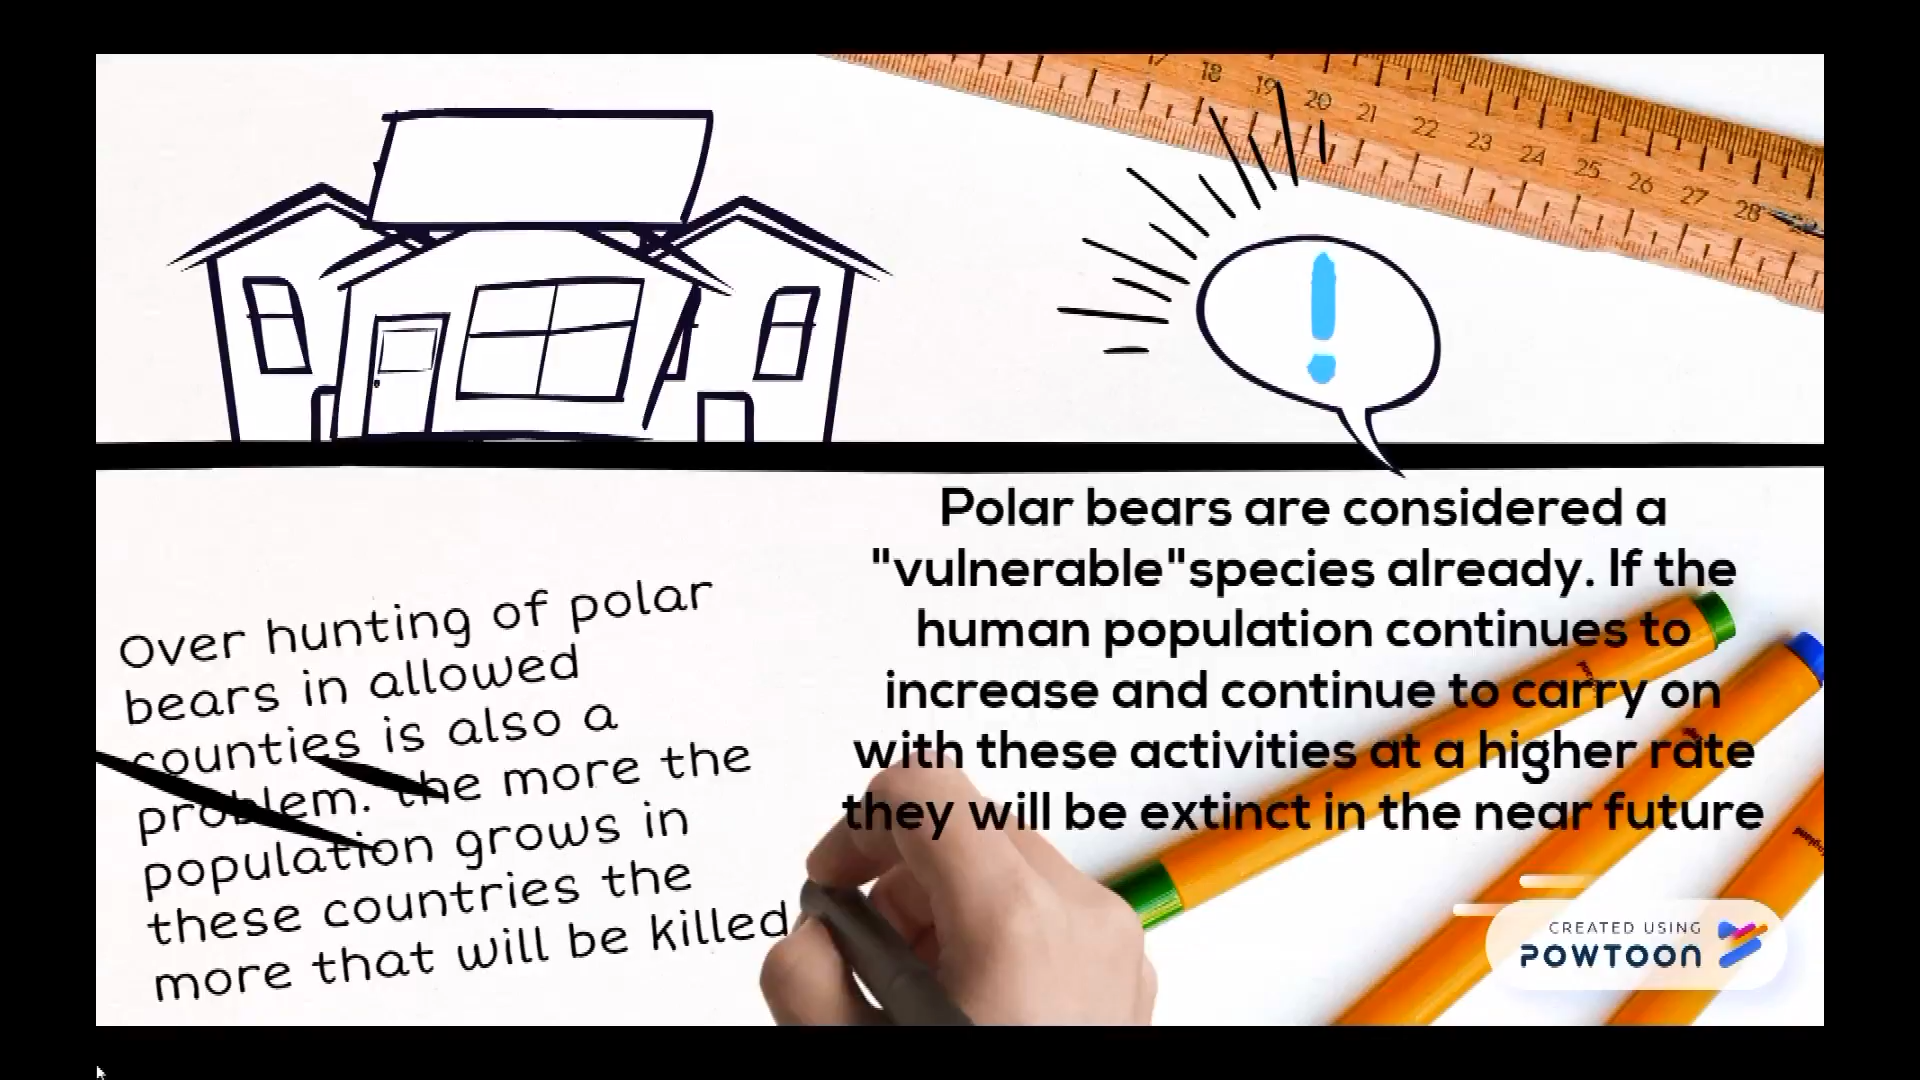 17 18 19 20 21 22 23 24 25 26 27 28
Over hunting of polar
bears in allowed
counties is also a
problem. the more the
population grows in
these countries the
more that will be killed
!
Polar bears are considered a
"vulnerable"species already. If the
human population continues to
increase and continue to carry on
with these activities at a higher rate
they will be extinct in the near future
CREATED USING
POWTOON